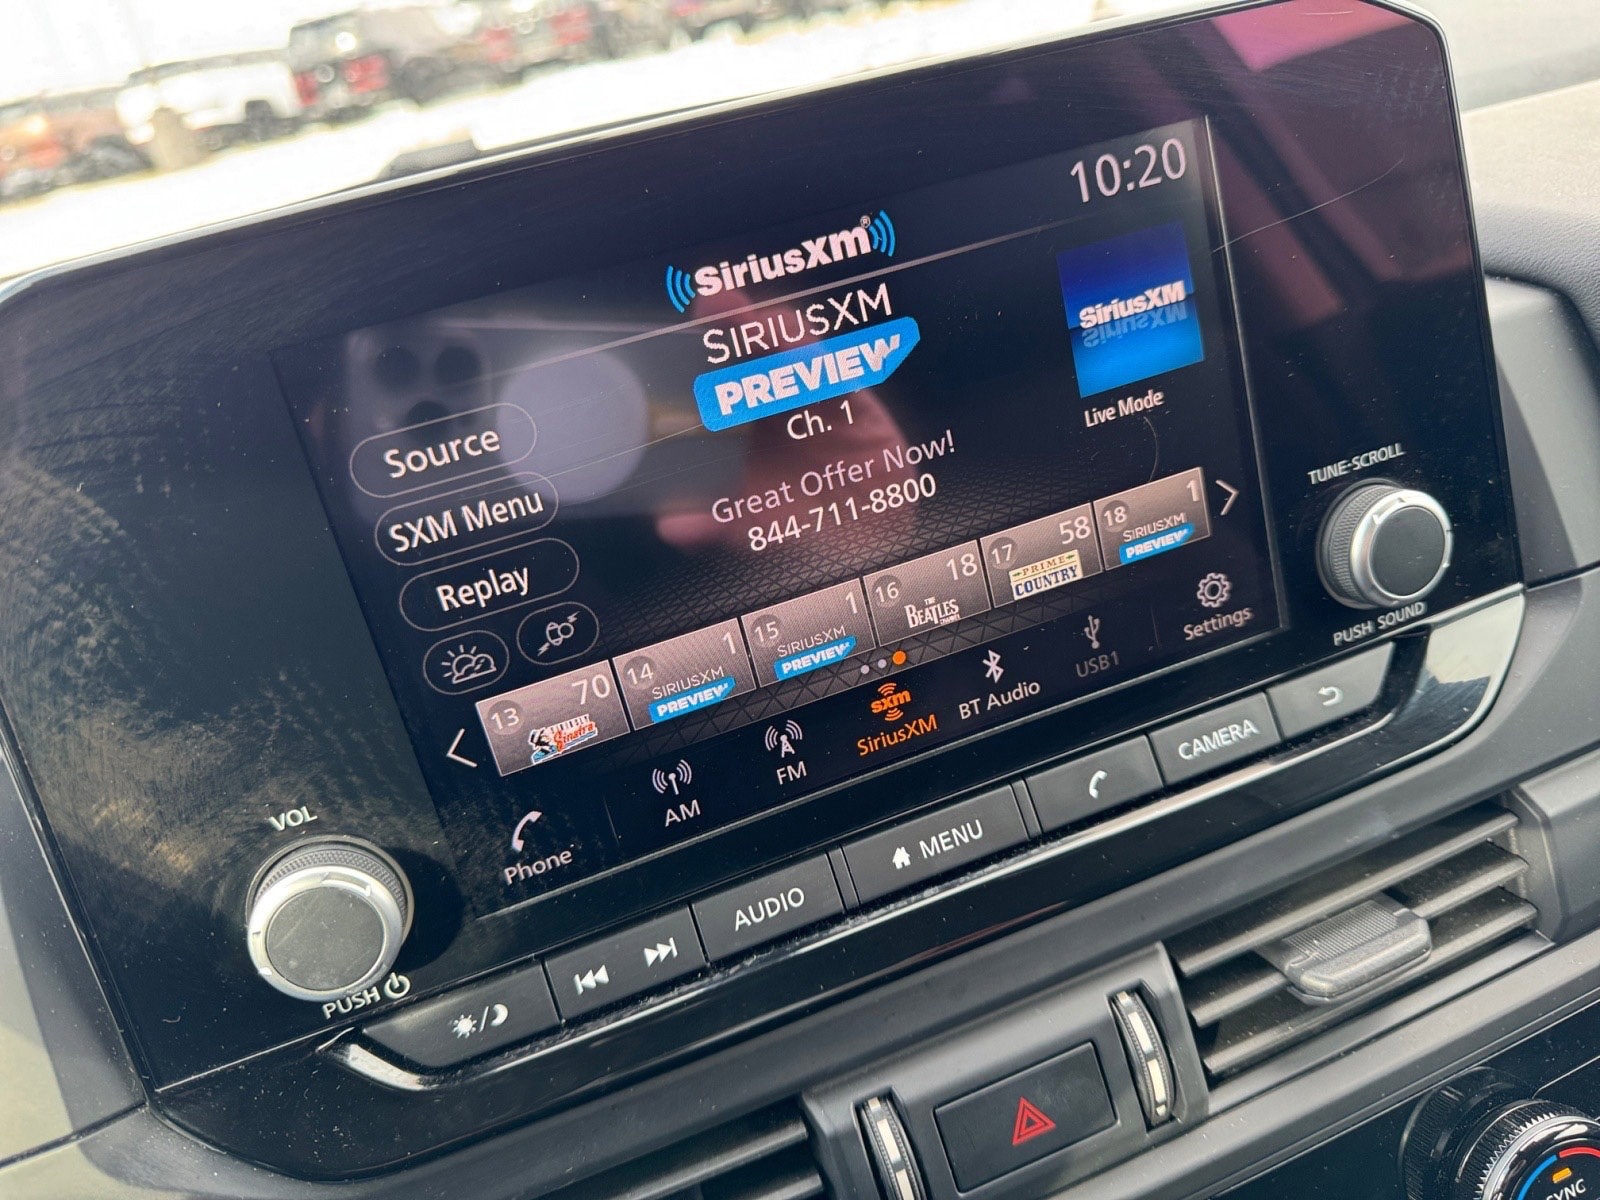 10:20
SiriusXM®
SIRIUSXM
PREVIEW
Ch. 1
Great Offer Now!
844-711-8800
SiriusXM
Live Mode
Source
SXM Menu
Replay
13 70
Sinatra
14 1
SIRIUSXM
PREVIEW
15 1
SIRIUSXM
PREVIEW
16 18
THE
BEATLES
CHANNEL
17 58
PRIME
COUNTRY
18 1
SIRIUSXM
PREVIEW
Phone
AM
FM
sxm
SiriusXM
BT Audio
USB1
Settings
TUNE·SCROLL
PUSH SOUND
VOL
PUSH
AUDIO
MENU
CAMERA
SYNC